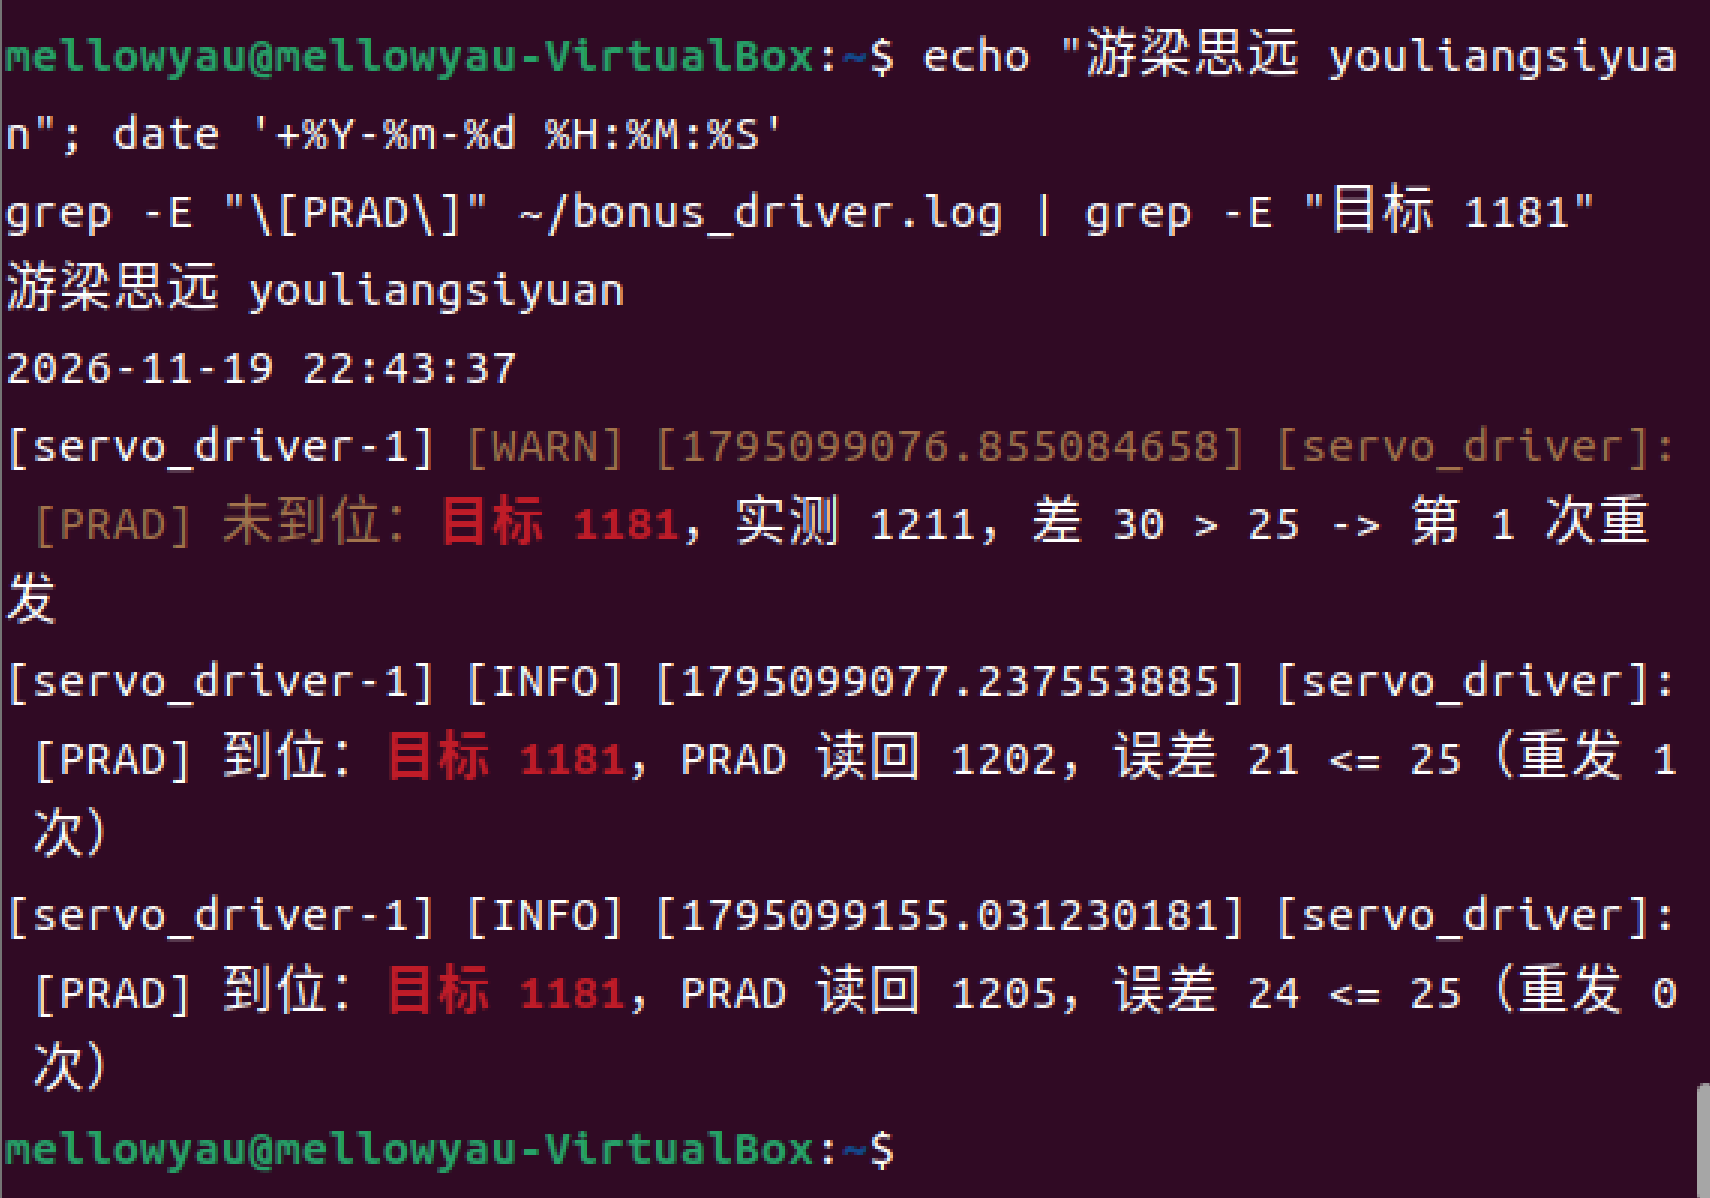 mellowyau@mellowyau-VirtualBox:~$ echo "游梁思远 youliangsiyua
n"; date '+%Y-%m-%d %H:%M:%S'
grep -E "\[PRAD\]" ~/bonus_driver.log | grep -E "目标 1181"
游梁思远 youliangsiyuan
2026-11-19 22:43:37
[servo_driver-1] [WARN] [1795099076.855084658] [servo_driver]:
[PRAD] 未到位：目标 1181，实测 1211，差 30 > 25 -> 第 1 次重
发
[servo_driver-1] [INFO] [1795099077.237553885] [servo_driver]:
[PRAD] 到位：目标 1181，PRAD 读回 1202，误差 21 <= 25（重发 1
次）
[servo_driver-1] [INFO] [1795099155.031230181] [servo_driver]:
[PRAD] 到位：目标 1181，PRAD 读回 1205，误差 24 <= 25（重发 0
次）
mellowyau@mellowyau-VirtualBox:~$